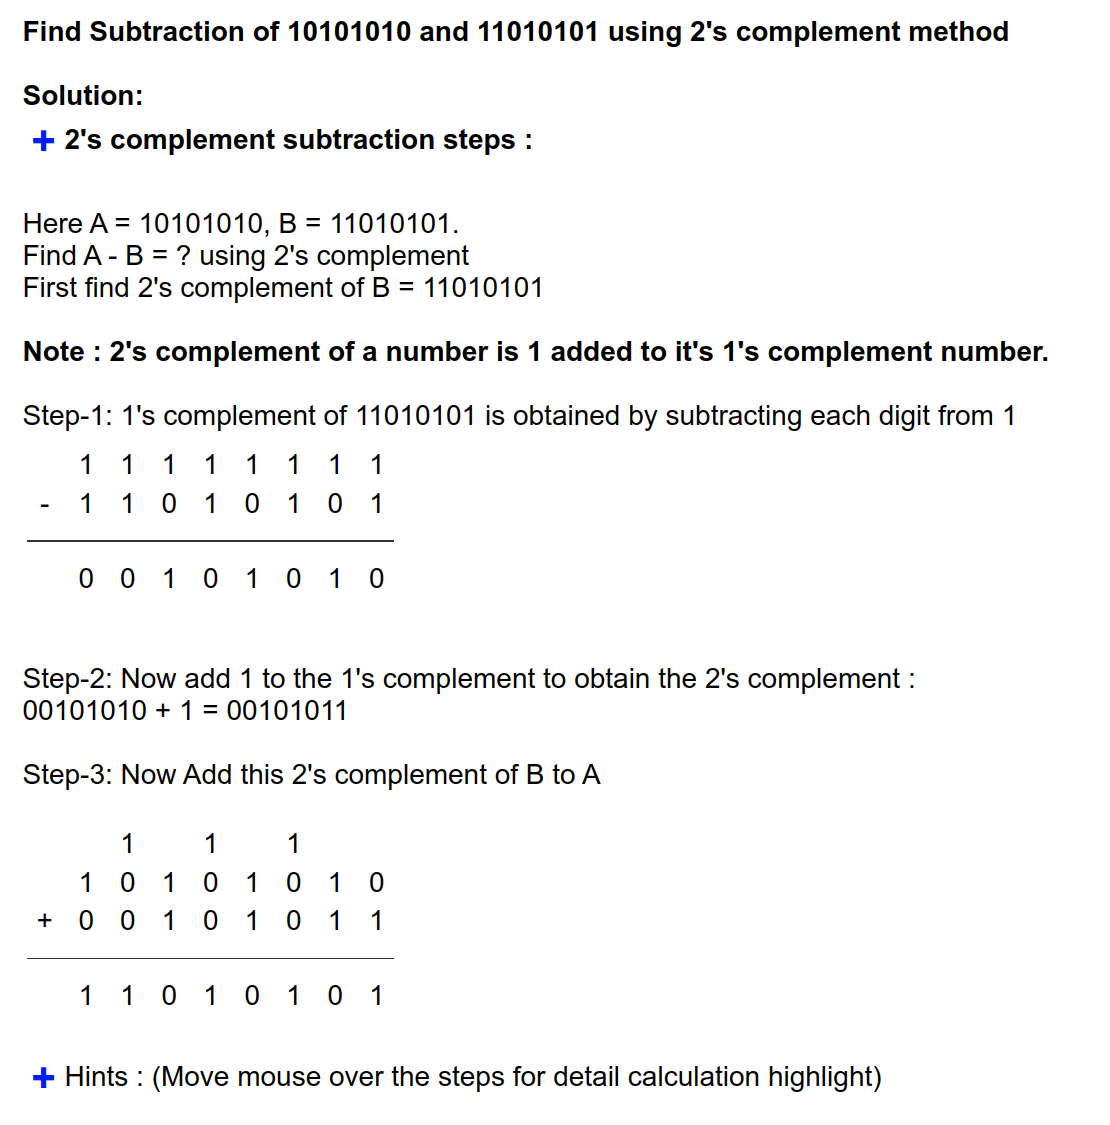 Find Subtraction of 10101010 and 11010101 using 2's complement method
Solution:
+ 2's complement subtraction steps :
Here A = 10101010, B = 11010101.
Find A - B = ? using 2's complement
First find 2's complement of B = 11010101
Note : 2's complement of a number is 1 added to it's 1's complement number.
Step-1: 1's complement of 11010101 is obtained by subtracting each digit from 1
1 1 1 1 1 1 1 1
- 1 1 0 1 0 1 0 1
0 0 1 0 1 0 1 0
Step-2: Now add 1 to the 1's complement to obtain the 2's complement :
00101010 + 1 = 00101011
Step-3: Now Add this 2's complement of B to A
1 1 1
1 0 1 0 1 0 1 0
+ 0 0 1 0 1 0 1 1
1 1 0 1 0 1 0 1
+ Hints : (Move mouse over the steps for detail calculation highlight)